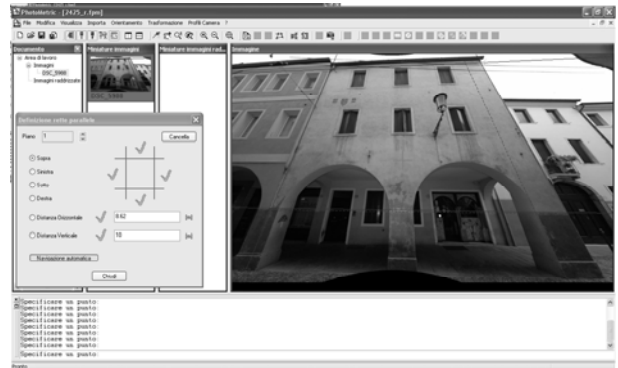 PhotoMetric - [2425_c.fpm]
File Modifica Visualizza Importa Orientamento Trasformazione Profili Camera ?
Documento
Miniature immagini
Miniature immagini rad...
Immagine
Area di lavoro
Immagini
DSC_5988
Immagini raddrizzate
DSC_5988
Definizione rette parallele
Piano 1
Cancella
Sopra
Sinistra
Sotto
Destra
Distanza Orizzontale 8.62 [m]
Distanza Verticale 10 [m]
Navigazione automatica
Chiudi
Specificare un punto:
Specificare un punto:
Specificare un punto:
Specificare un punto:
Specificare un punto:
Specificare un punto:
Specificare un punto:
Specificare un punto:
Pronto